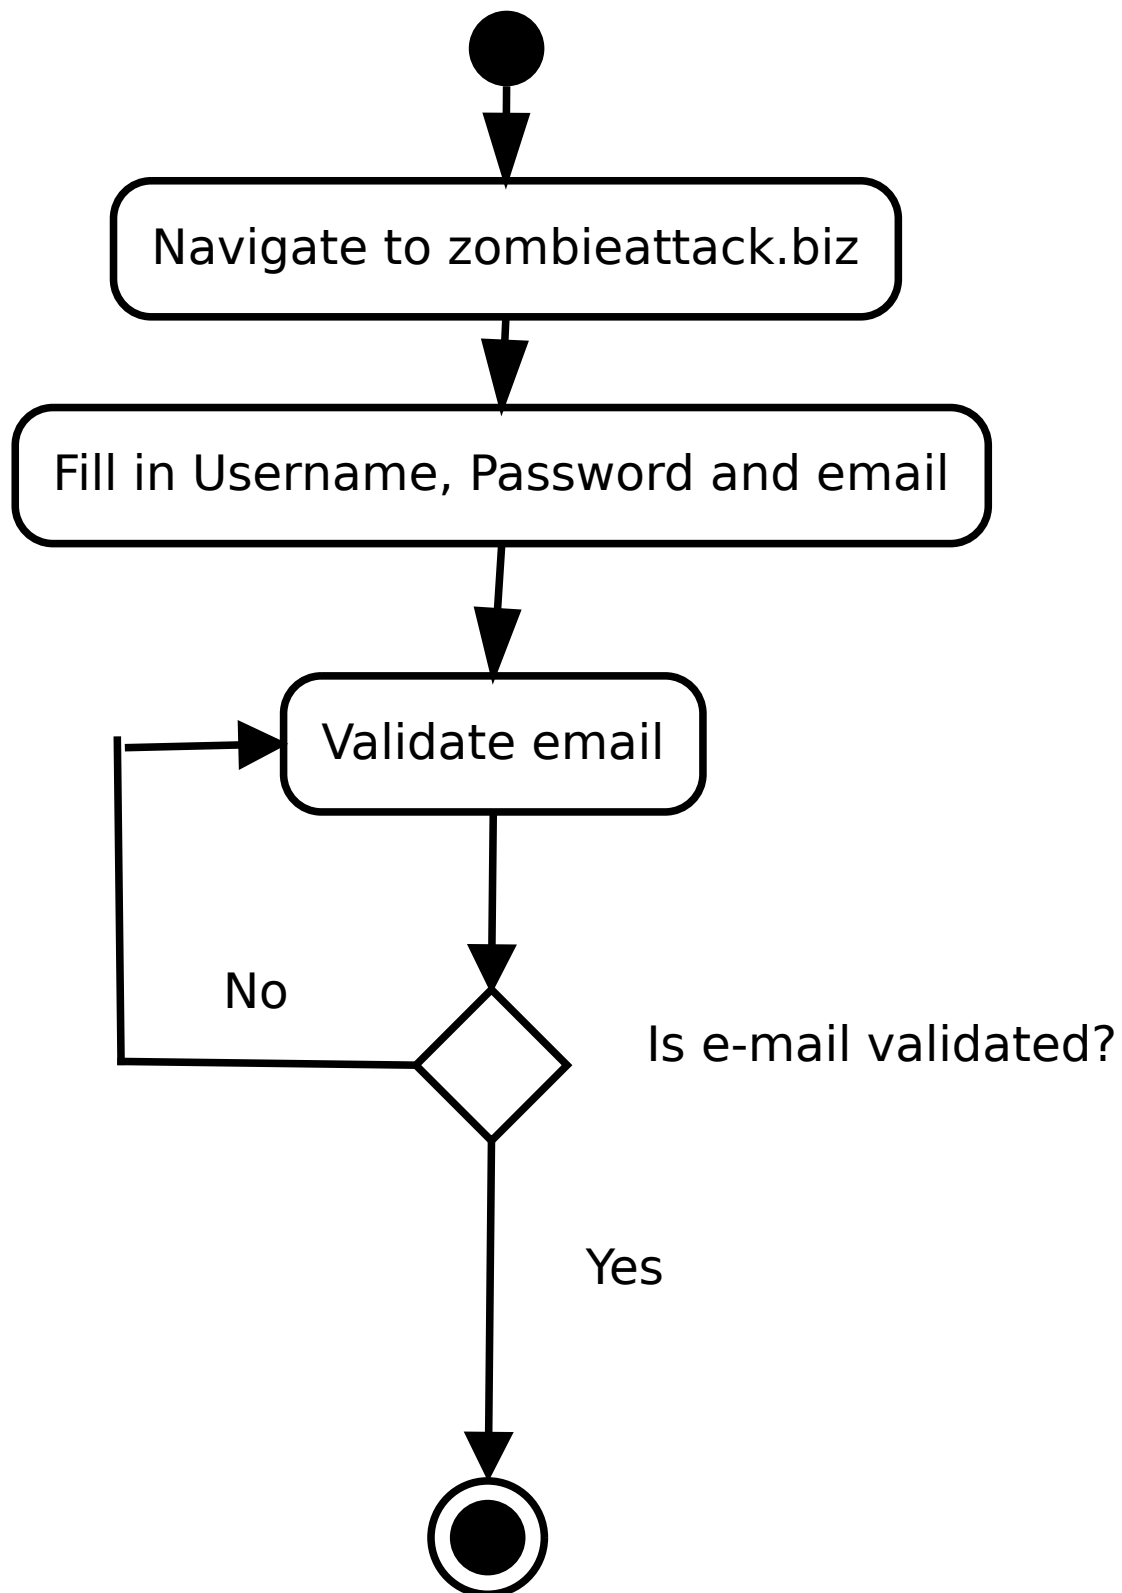 Navigate to zombieattack.biz
Fill in Username, Password and email
Validate email
No
Is e-mail validated?
Yes